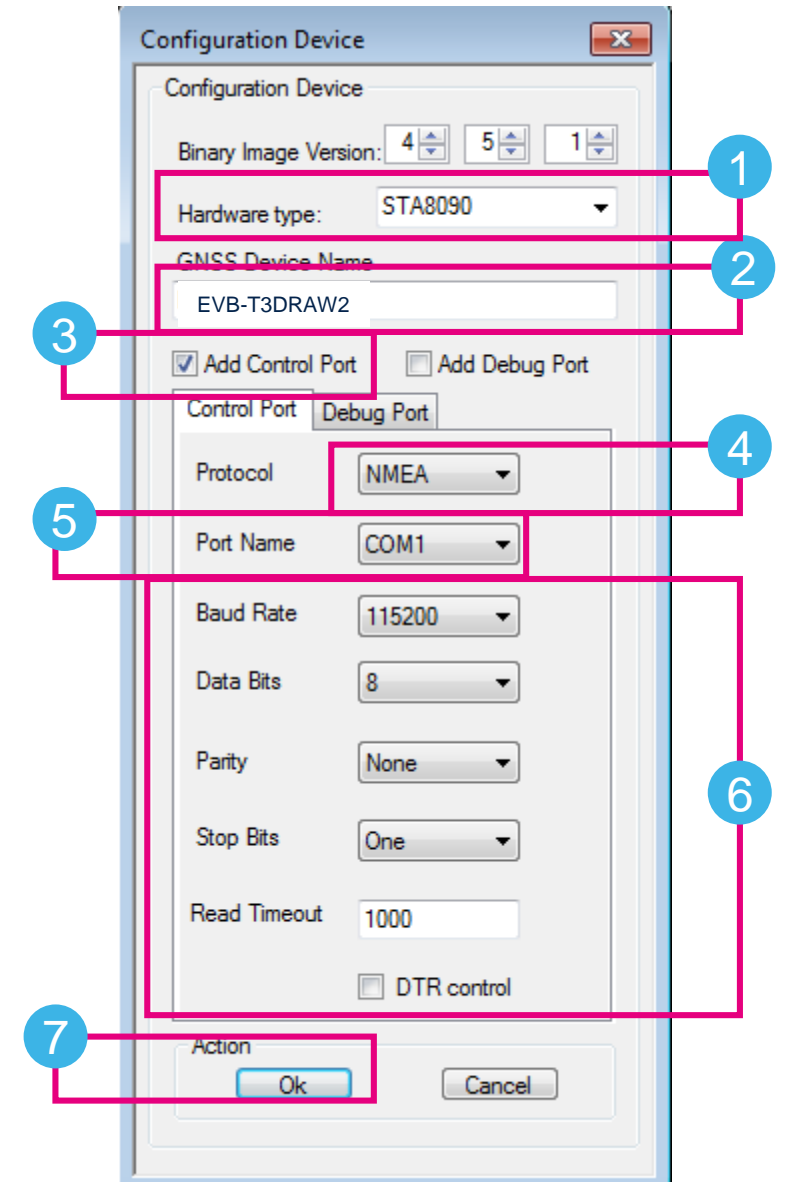 Configuration Device
Configuration Device
Binary Image Version: 4 5 1
1
Hardware type: STA8090
GNSS Device Name
2
EVB-T3DRAW2
3
Add Control Port Add Debug Port
Control Port Debug Port
4
Protocol NMEA
5
Port Name COM1
Baud Rate 115200
Data Bits 8
Parity None
6
Stop Bits One
Read Timeout 1000
DTR control
7
Action
Ok Cancel